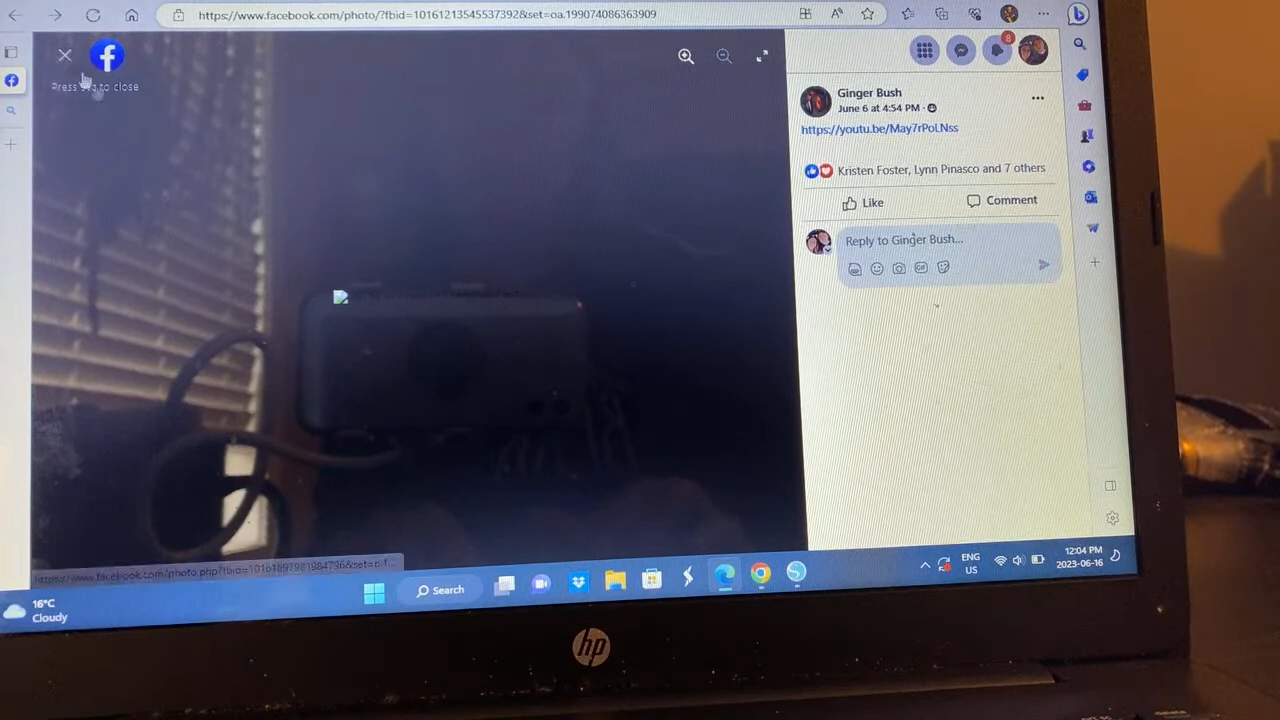 https://www.facebook.com/photo/?fbid=10161213545537392&set=oa.199074086363909
Press Esc to close
8
Ginger Bush
June 6 at 4:54 PM ·
https://youtu.be/May7rPoLNss
Kristen Foster, Lynn Pinasco and 7 others
Like
Comment
Reply to Ginger Bush...
GIF
16°C
Cloudy
Search
ENG
US
12:04 PM
2023-06-16
hp